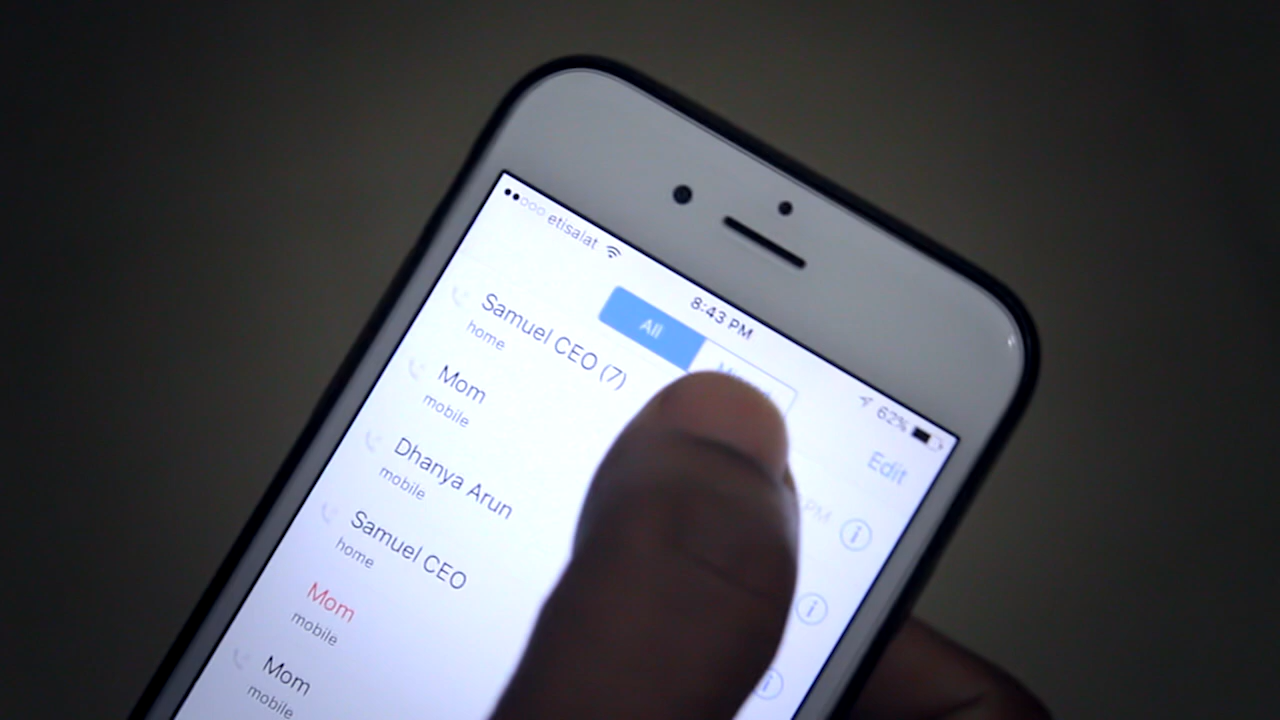 etisalat
8:43 PM
62%
All
Edit
Samuel CEO (7)
home
PM
Mom
mobile
Dhanya Arun
mobile
Samuel CEO
home
Mom
mobile
Mom
mobile